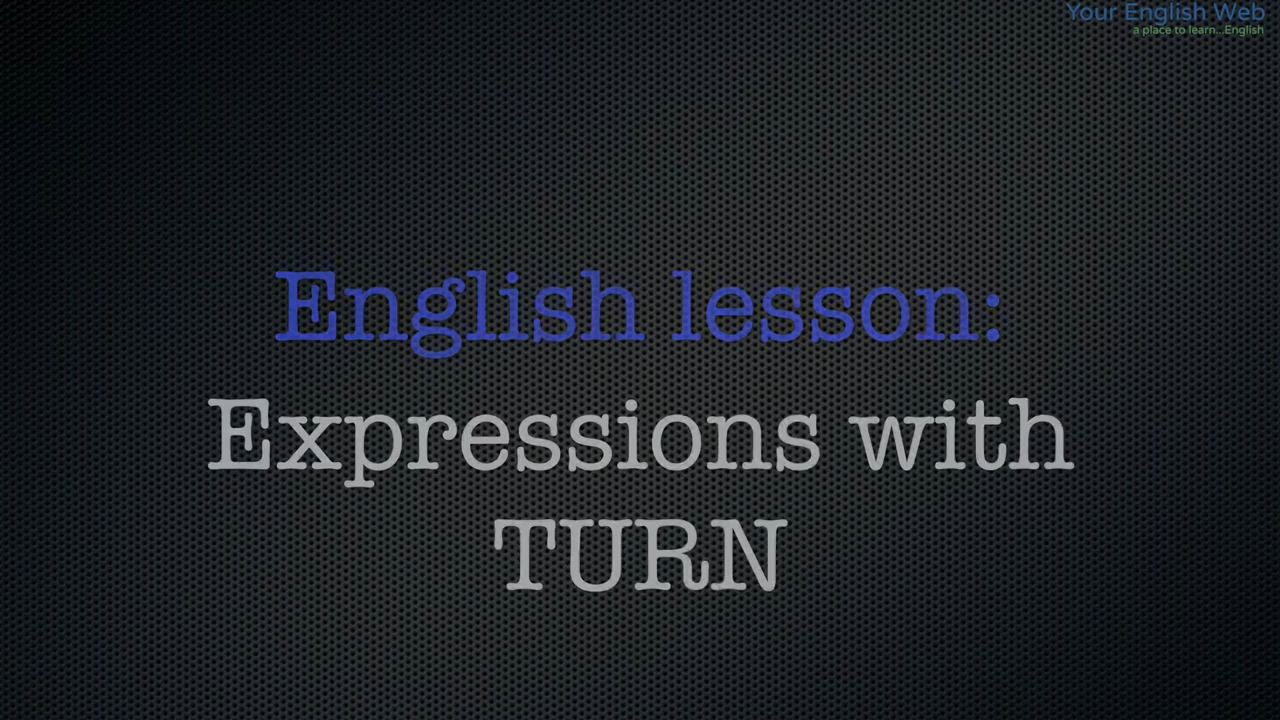 Your English Web
a place to learn...English
English lesson:
Expressions with
TURN